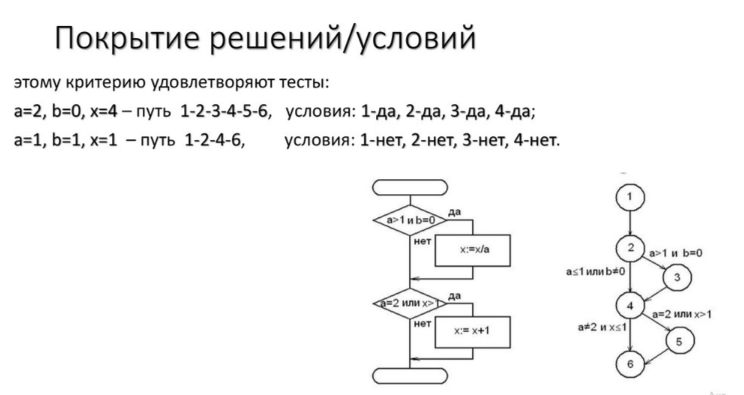 Покрытие решений/условий
этому критерию удовлетворяют тесты:
a=2, b=0, x=4 – путь 1-2-3-4-5-6, условия: 1-да, 2-да, 3-да, 4-да;
a=1, b=1, x=1 – путь 1-2-4-6, условия: 1-нет, 2-нет, 3-нет, 4-нет.
a>1 и b=0
да
нет
x:=x/a
a=2 или x>1
да
нет
x:= x+1
1
2
a>1 и b=0
a≤1 или b≠0
3
4
a=2 или x>1
a≠2 и x≤1
5
6